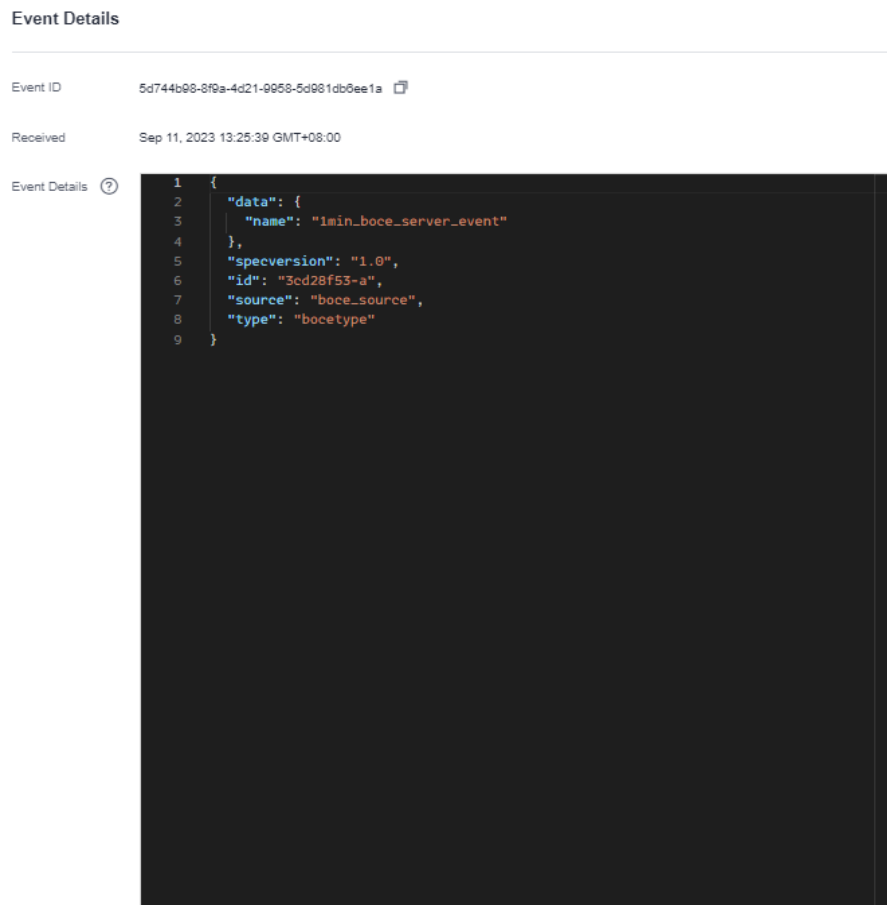 Event Details
Event ID 5d744b98-8f9a-4d21-9958-5d981db6ee1a
Received Sep 11, 2023 13:25:39 GMT+08:00
Event Details ?
1 {
2 "data": {
3 "name": "1min_boce_server_event"
4 },
5 "specversion": "1.0",
6 "id": "3cd28f53-a",
7 "source": "boce_source",
8 "type": "bocetype"
9 }